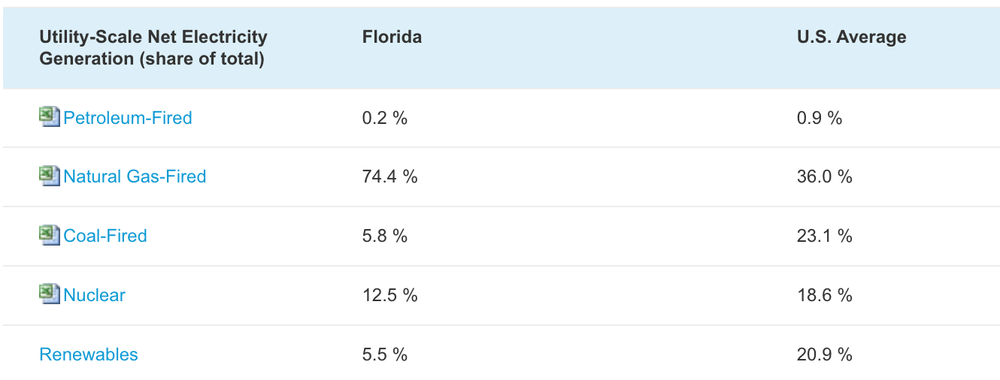 Utility-Scale Net Electricity Florida U.S. Average
Generation (share of total)
Petroleum-Fired 0.2 % 0.9 %
Natural Gas-Fired 74.4 % 36.0 %
Coal-Fired 5.8 % 23.1 %
Nuclear 12.5 % 18.6 %
Renewables 5.5 % 20.9 %